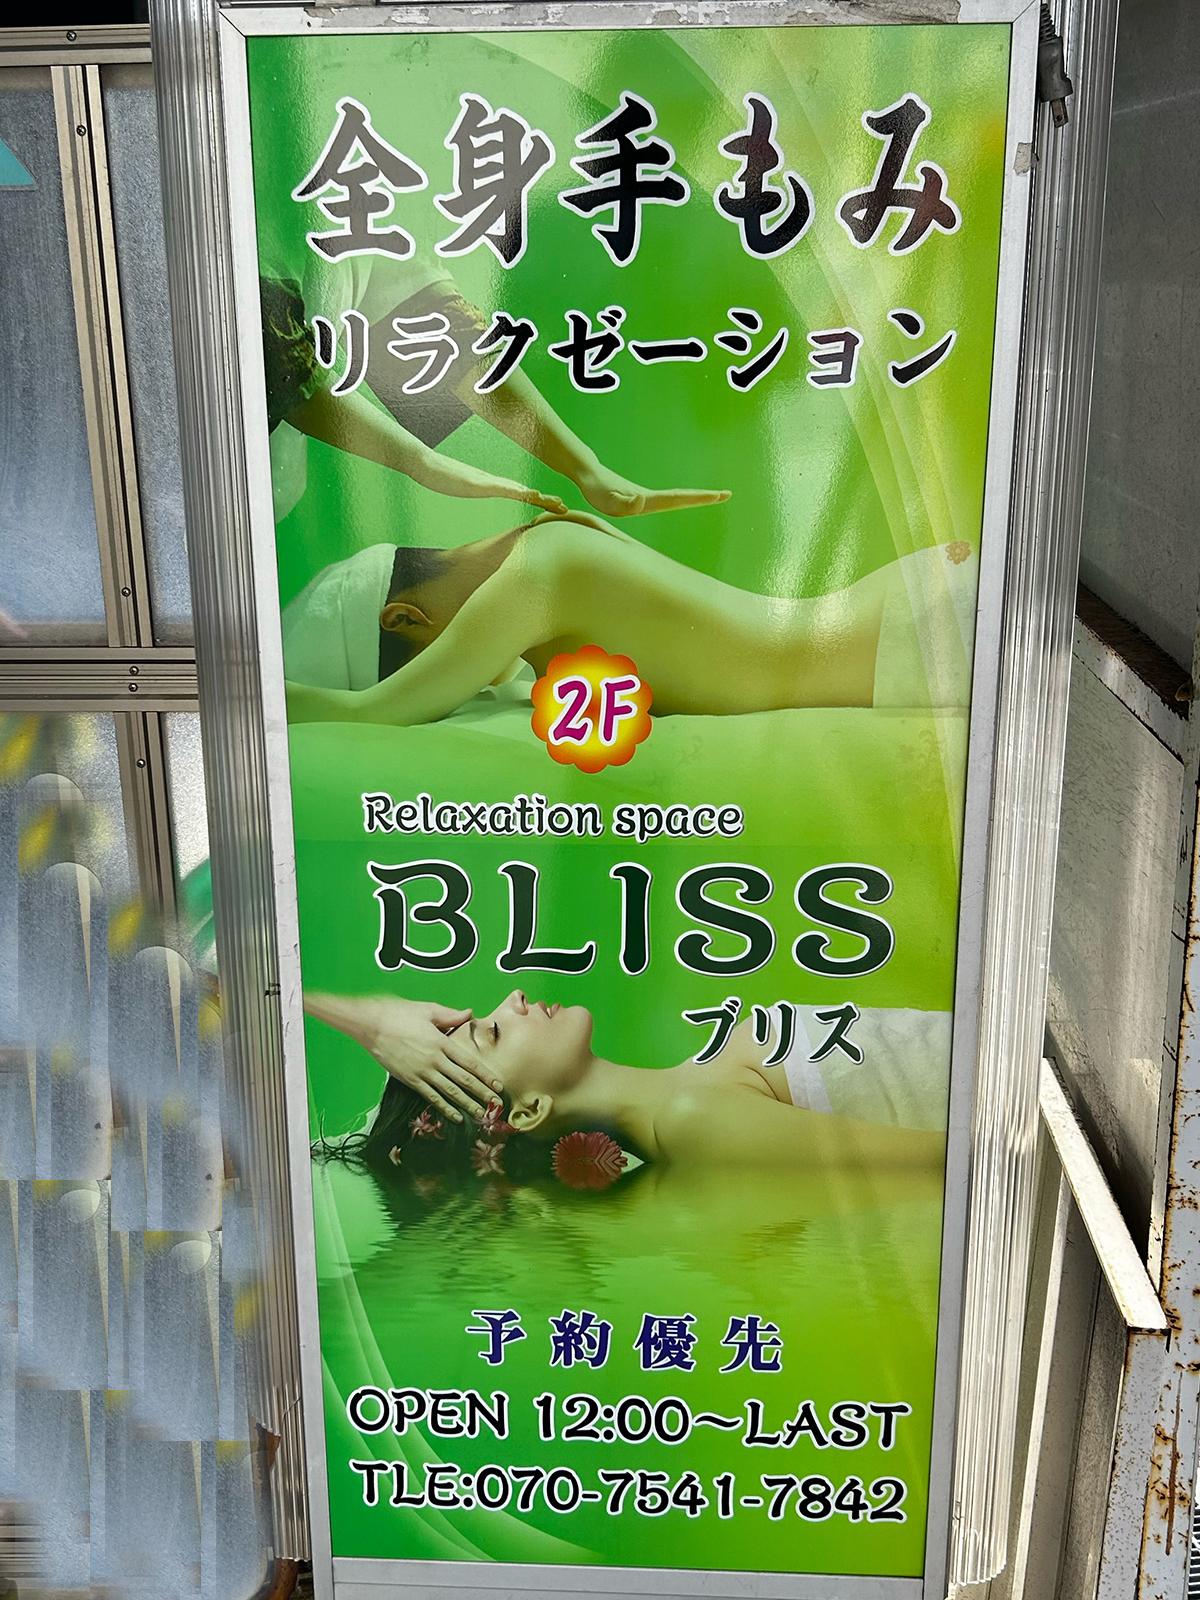 全身手もみ
リラクゼーション
2F
Relaxation space
BLISS
ブリス
予約優先
OPEN 12:00～LAST
TLE:070-7541-7842